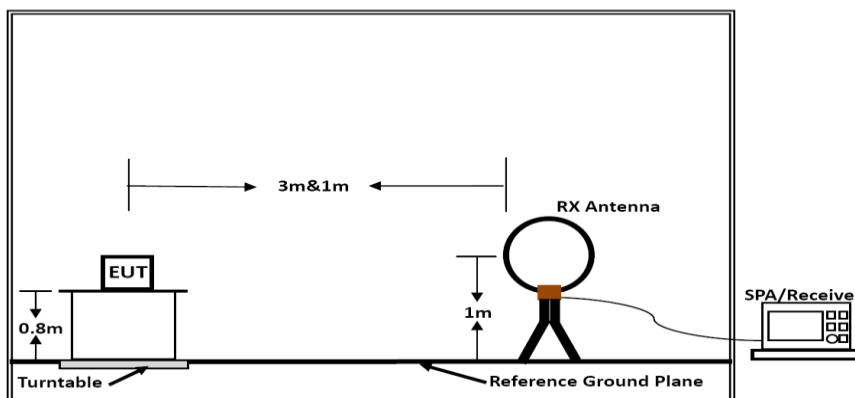 3m&1m
RX Antenna
EUT
SPA/Receive
0.8m
1m
Turntable
Reference Ground Plane